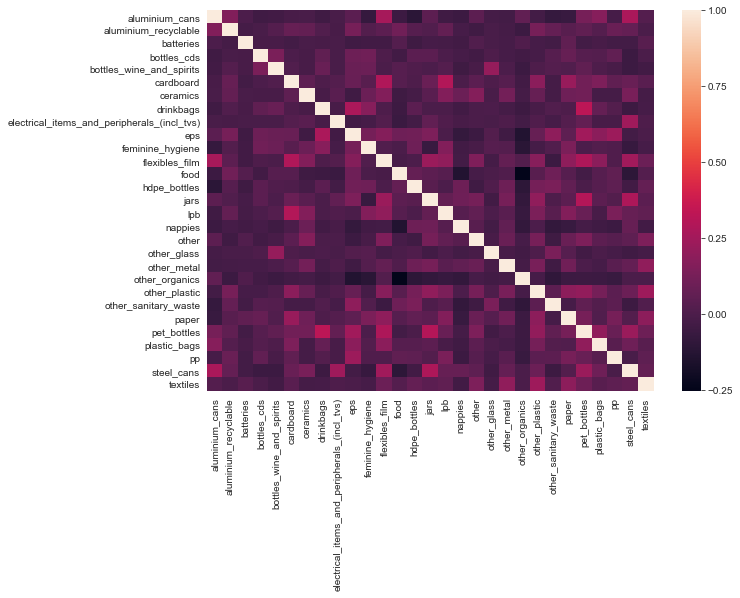 aluminium_cans
aluminium_recyclable
batteries
bottles_cds
bottles_wine_and_spirits
cardboard
ceramics
drinkbags
electrical_items_and_peripherals_(incl_tvs)
eps
feminine_hygiene
flexibles_film
food
hdpe_bottles
jars
lpb
nappies
other
other_glass
other_metal
other_organics
other_plastic
other_sanitary_waste
paper
pet_bottles
plastic_bags
pp
steel_cans
textiles
aluminium_cans
aluminium_recyclable
batteries
bottles_cds
bottles_wine_and_spirits
cardboard
ceramics
drinkbags
electrical_items_and_peripherals_(incl_tvs)
eps
feminine_hygiene
flexibles_film
food
hdpe_bottles
jars
lpb
nappies
other
other_glass
other_metal
other_organics
other_plastic
other_sanitary_waste
paper
pet_bottles
plastic_bags
pp
steel_cans
textiles
1.00
0.75
0.50
0.25
0.00
−0.25